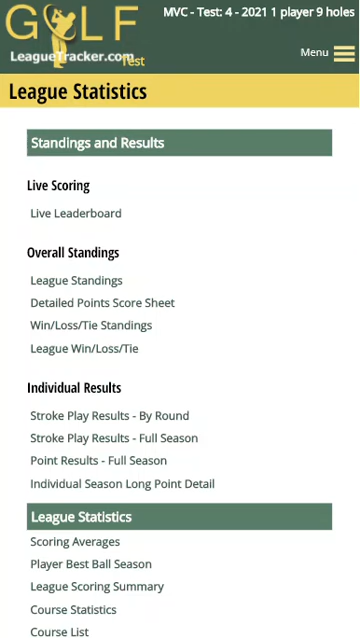 GOLF
LeagueTracker.com
Test
MVC - Test: 4 - 2021 1 player 9 holes
Menu
League Statistics
Standings and Results
Live Scoring
Live Leaderboard
Overall Standings
League Standings
Detailed Points Score Sheet
Win/Loss/Tie Standings
League Win/Loss/Tie
Individual Results
Stroke Play Results - By Round
Stroke Play Results - Full Season
Point Results - Full Season
Individual Season Long Point Detail
League Statistics
Scoring Averages
Player Best Ball Season
League Scoring Summary
Course Statistics
Course List